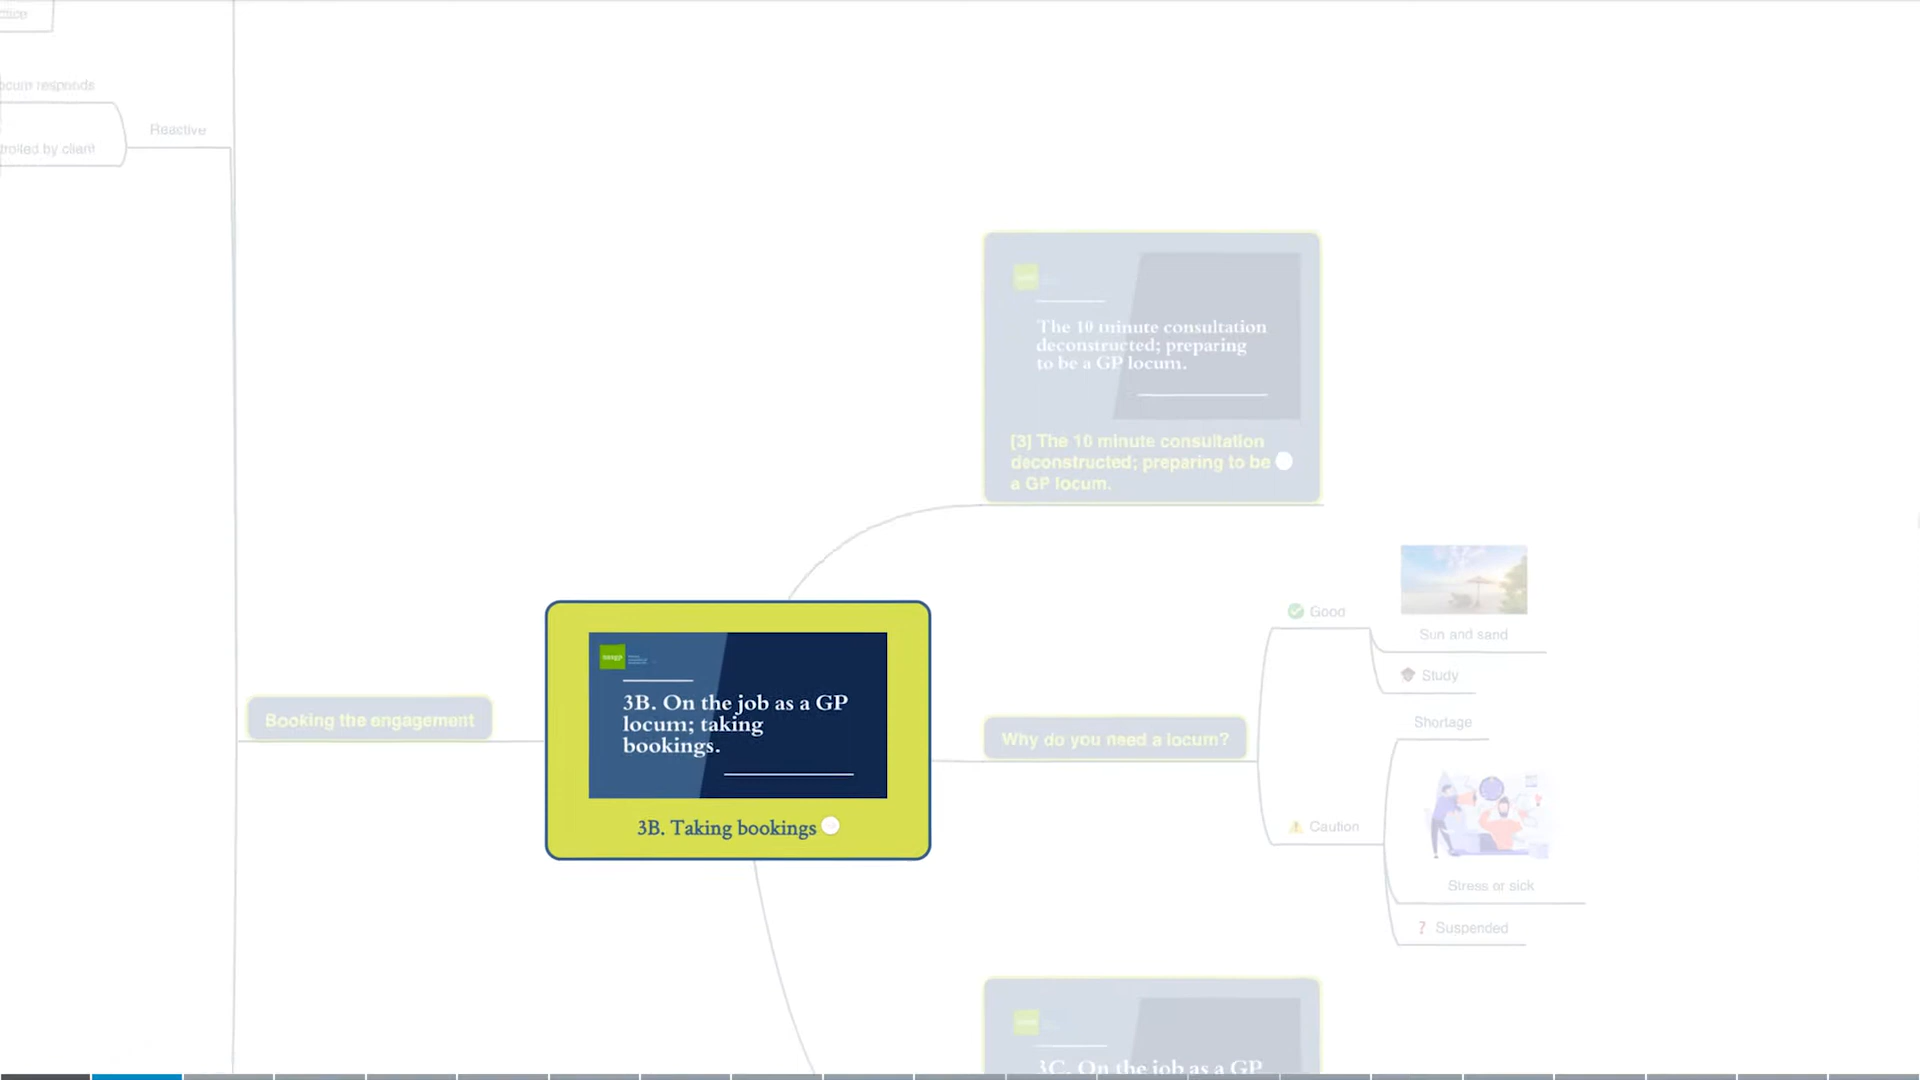 Reactive
ocum responds
trolled by client
The 10 minute consultation
deconstructed; preparing
to be a GP locum.
[3] The 10 minute consultation
deconstructed; preparing to be
a GP locum.
Booking the engagement
3B. On the job as a GP
locum; taking
bookings.
3B. Taking bookings
Why do you need a locum?
Good
Sun and sand
Study
Caution
Shortage
Stress or sick
? Suspended
3C. On the job as a GP